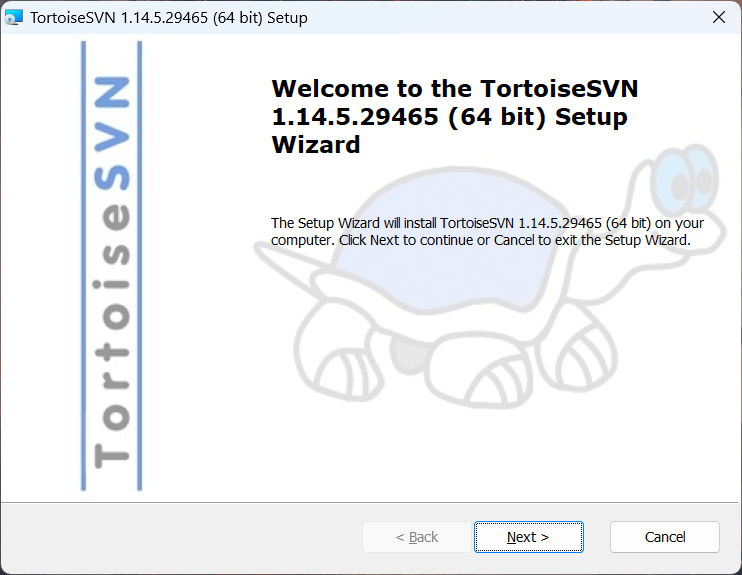 TortoiseSVN 1.14.5.29465 (64 bit) Setup
TortoiseSVN
Welcome to the TortoiseSVN
1.14.5.29465 (64 bit) Setup
Wizard
The Setup Wizard will install TortoiseSVN 1.14.5.29465 (64 bit) on your
computer. Click Next to continue or Cancel to exit the Setup Wizard.
< Back
Next >
Cancel